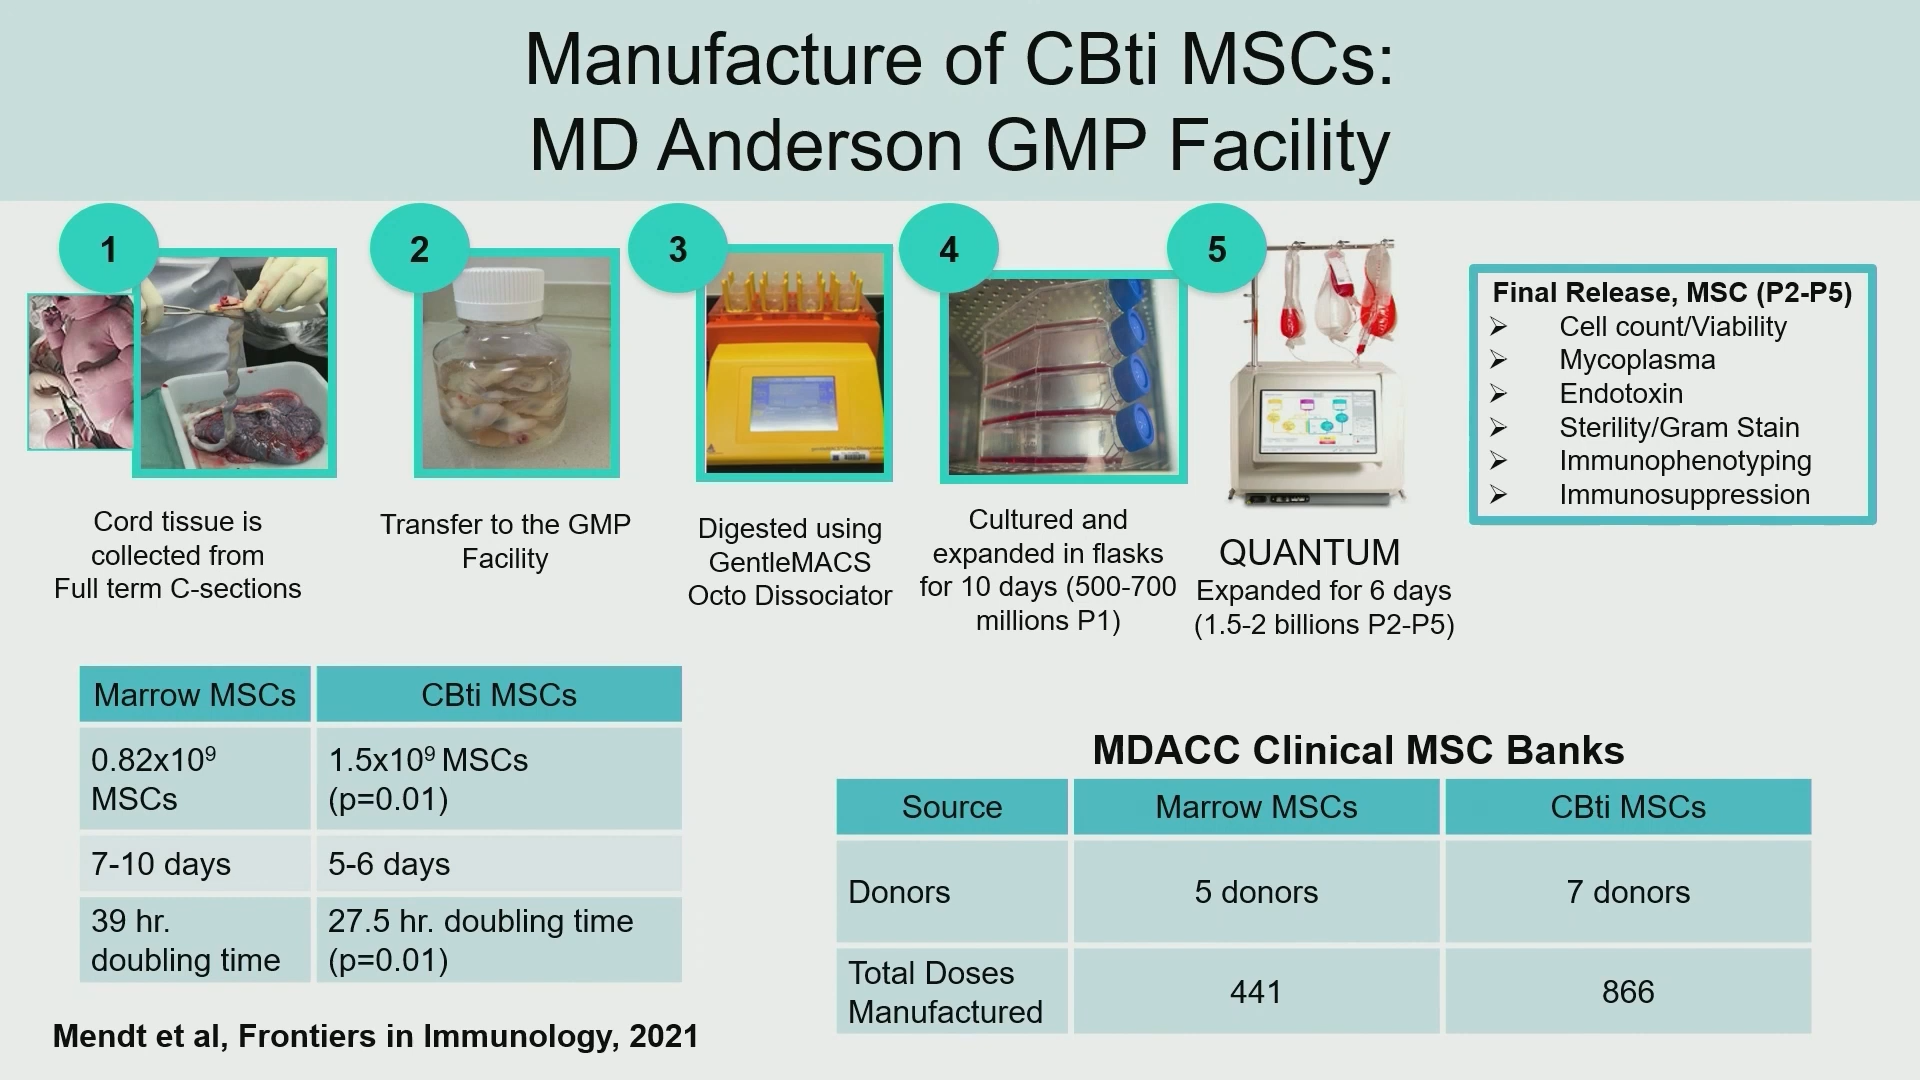 Manufacture of CBti MSCs:
MD Anderson GMP Facility
1
2
3
4
5
Cord tissue is
collected from
Full term C-sections
Transfer to the GMP
Facility
Digested using
GentleMACS
Octo Dissociator
Cultured and
expanded in flasks
for 10 days (500-700
millions P1)
QUANTUM
Expanded for 6 days
(1.5-2 billions P2-P5)
Final Release, MSC (P2-P5)
➢ Cell count/Viability
➢ Mycoplasma
➢ Endotoxin
➢ Sterility/Gram Stain
➢ Immunophenotyping
➢ Immunosuppression
Marrow MSCs CBti MSCs
0.82x10⁹ 1.5x10⁹ MSCs
MSCs (p=0.01)
7-10 days 5-6 days
39 hr. 27.5 hr. doubling time
doubling time (p=0.01)
Mendt et al, Frontiers in Immunology, 2021
MDACC Clinical MSC Banks
Source Marrow MSCs CBti MSCs
Donors 5 donors 7 donors
Total Doses
Manufactured 441 866